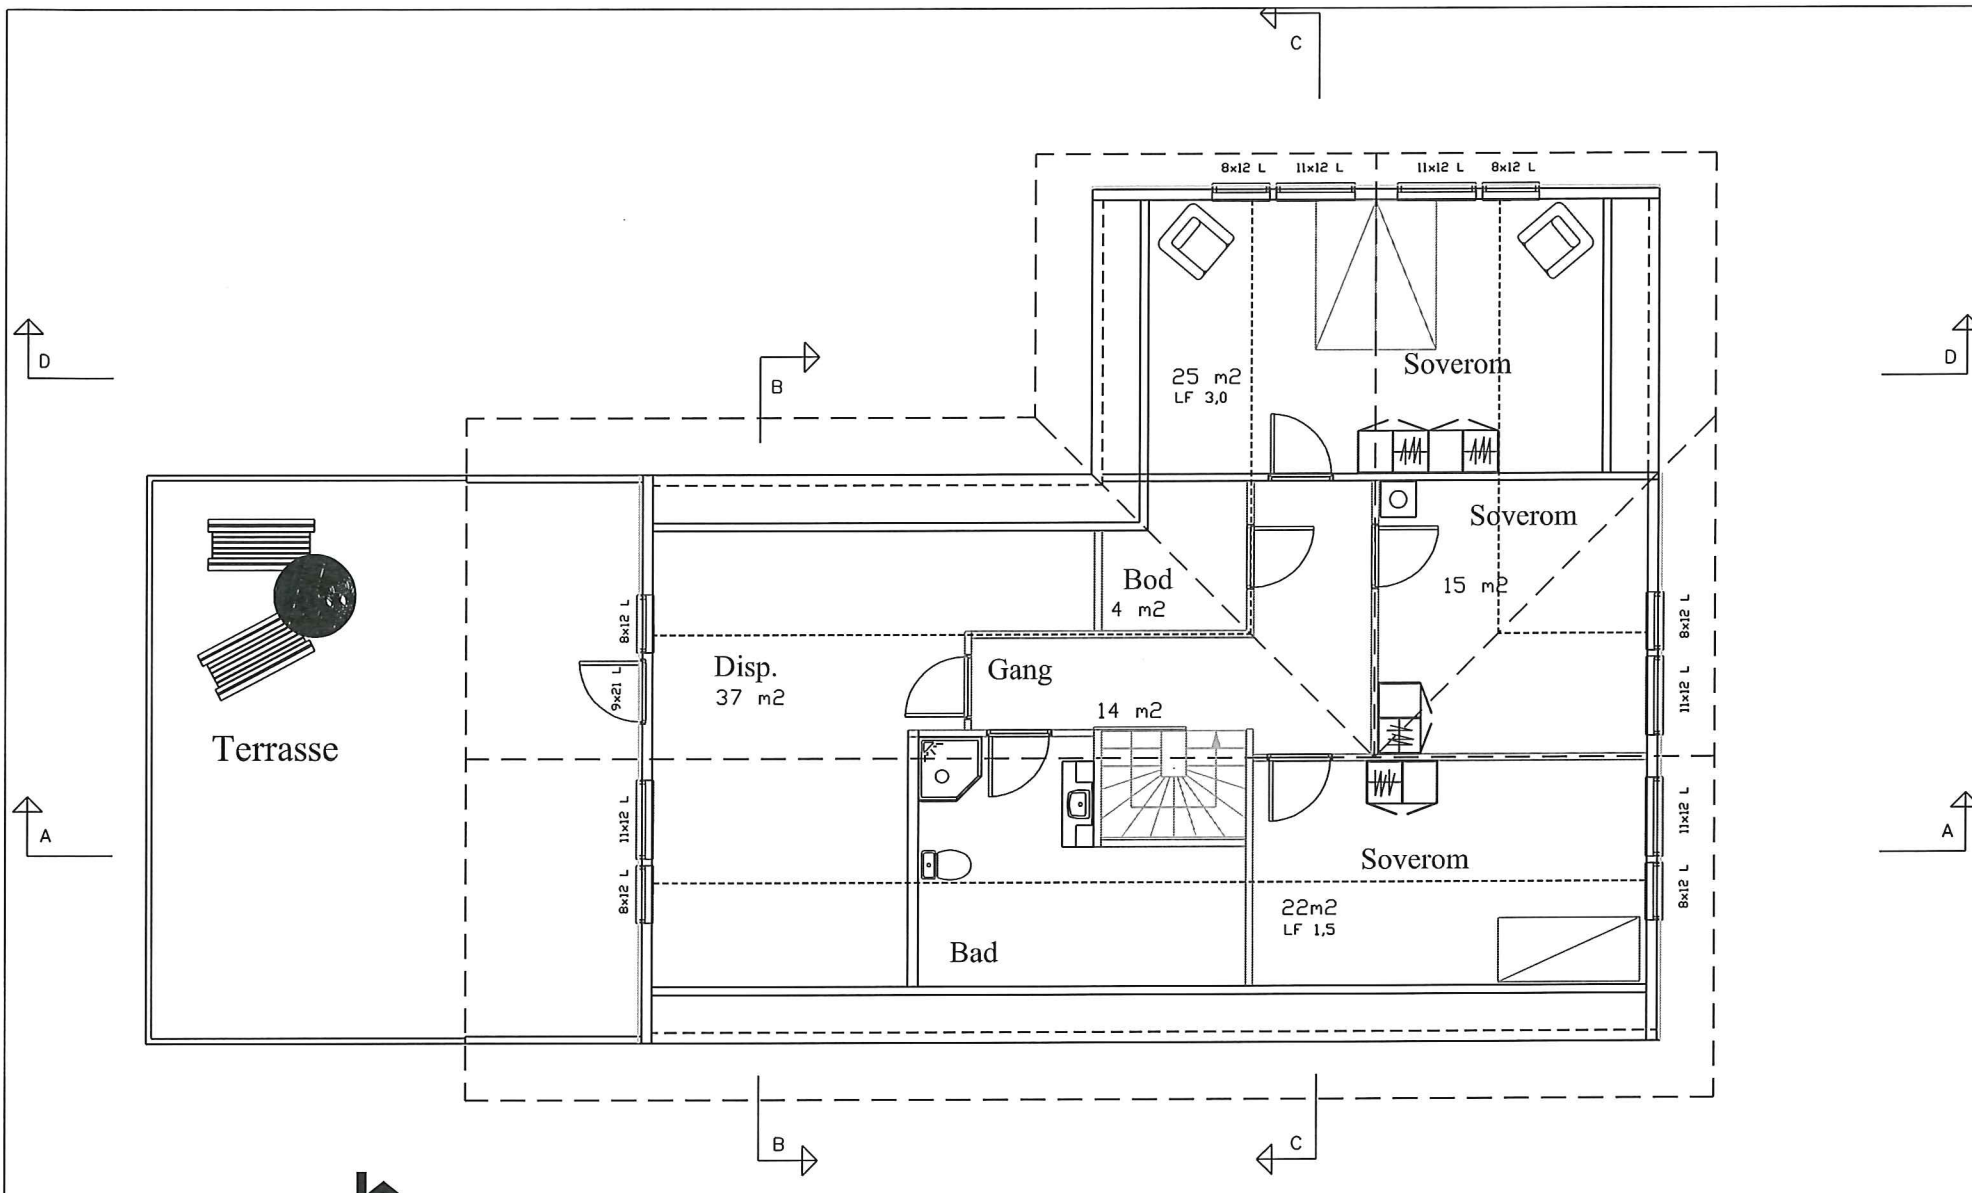 C
8x12 L
11x12 L
11x12 L
8x12 L
D
D
B
25 m2
LF 3,0
Soverom
Soverom
15 m2
Bod
4 m2
8x12 L
8x12 L
Disp.
37 m2
9x21 L
Gang
14 m2
11x12 L
Terrasse
A
A
11x12 L
11x12 L
8x12 L
8x12 L
Soverom
22m2
LF 1,5
Bad
B
C